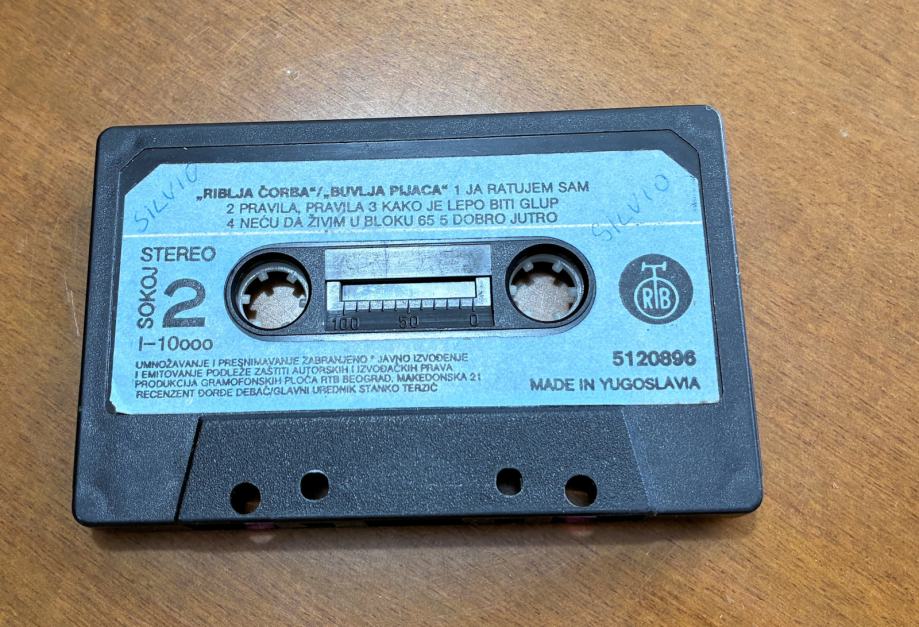 „RIBLJA ČORBA“/„BUVLJA PIJACA“ 1 JA RATUJEM SAM
2 PRAVILA, PRAVILA 3 KAKO JE LEPO BITI GLUP
4 NEĆU DA ŽIVIM U BLOKU 65 5 DOBRO JUTRO
SILVIO
SILVIO
STEREO
SOKOJ
2
I-10000
100 50 0
RTB
UMNOŽAVANJE I PRESNIMAVANJE ZABRANJENO * JAVNO IZVOĐENJE
I EMITOVANJE PODLEŽE ZAŠTITI AUTORSKIH I IZVOĐAČKIH PRAVA
PRODUKCIJA GRAMOFONSKIH PLOČA RTB BEOGRAD, MAKEDONSKA 21
RECENZENT ĐORĐE DEBAČ/GLAVNI UREDNIK STANKO TERZIĆ
5120896
MADE IN YUGOSLAVIA